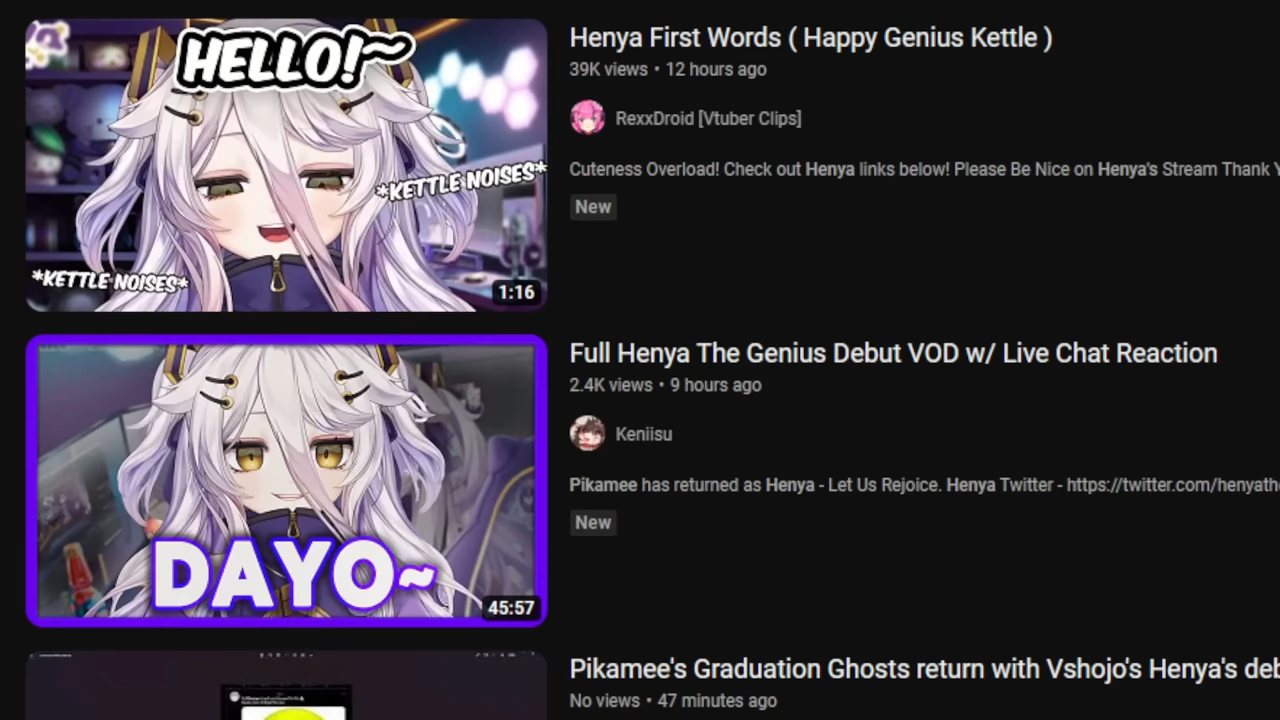 HELLO!~
*KETTLE NOISES*
*KETTLE NOISES*
1:16
Henya First Words ( Happy Genius Kettle )
39K views • 12 hours ago
RexxDroid [Vtuber Clips]
Cuteness Overload! Check out Henya links below! Please Be Nice on Henya's Stream Thank
New
DAYO~
45:57
Full Henya The Genius Debut VOD w/ Live Chat Reaction
2.4K views • 9 hours ago
Keniisu
Pikamee has returned as Henya - Let Us Rejoice. Henya Twitter - https://twitter.com/henyath
New
Pikamee's Graduation Ghosts return with Vshojo's Henya's deb
No views • 47 minutes ago